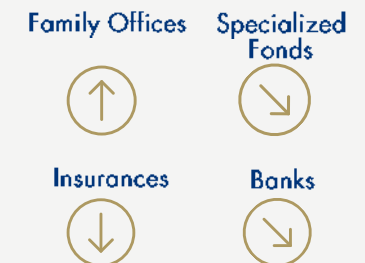 Family Offices
Specialized
Fonds
Insurances
Banks